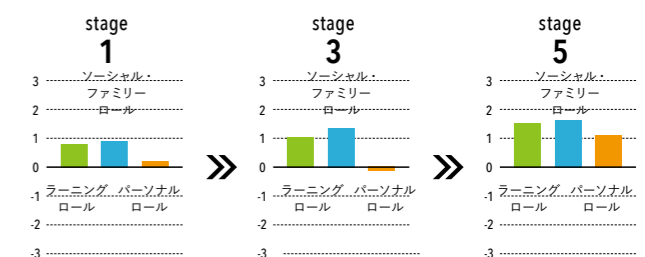 stage
1
3
2
1
0
-1
-2
-3
ソーシャル・
ファミリー
ロール
ラーニング
ロール
パーソナル
ロール
stage
3
3
2
1
0
-1
-2
-3
ソーシャル・
ファミリー
ロール
ラーニング
ロール
パーソナル
ロール
stage
5
3
2
1
0
-1
-2
-3
ソーシャル・
ファミリー
ロール
ラーニング
ロール
パーソナル
ロール